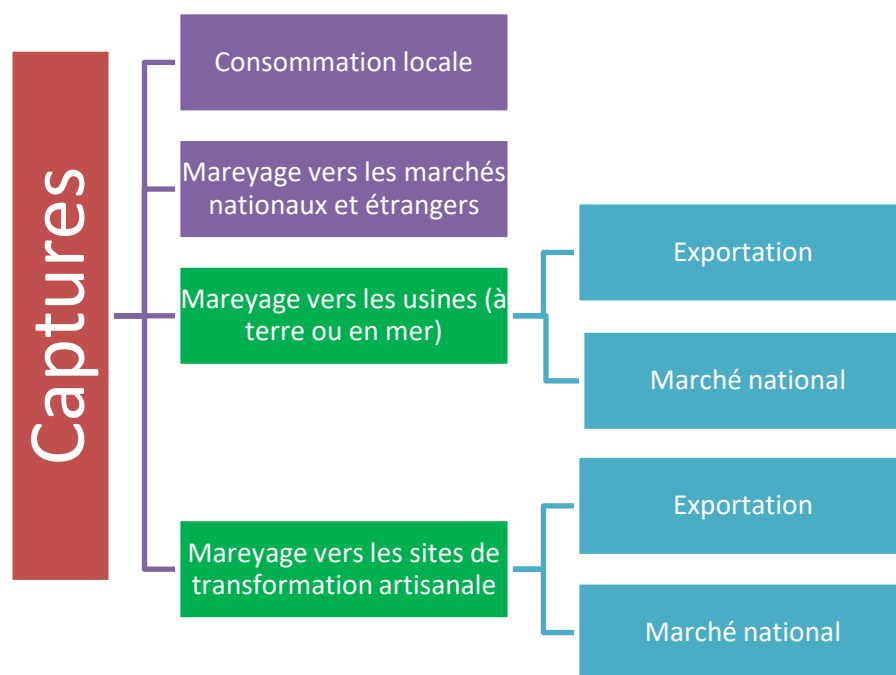 Captures
Consommation locale
Mareyage vers les marchés
nationaux et étrangers
Mareyage vers les usines (à
terre ou en mer)
Exportation
Marché national
Mareyage vers les sites de
transformation artisanale
Exportation
Marché national